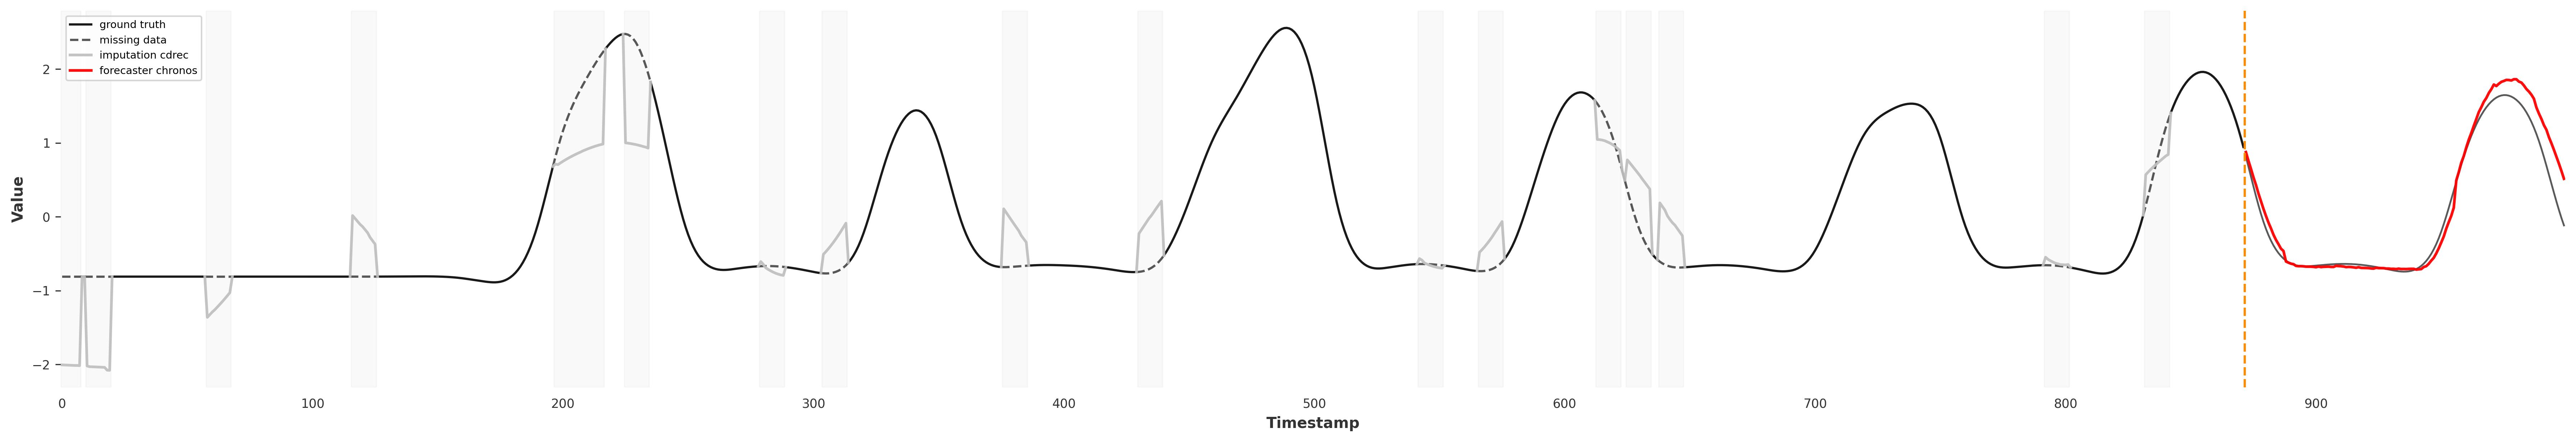 ground truth
missing data
imputation cdrec
forecaster chronos
2
1
0
−1
−2
Value
0 100 200 300 400 500 600 700 800 900
Timestamp